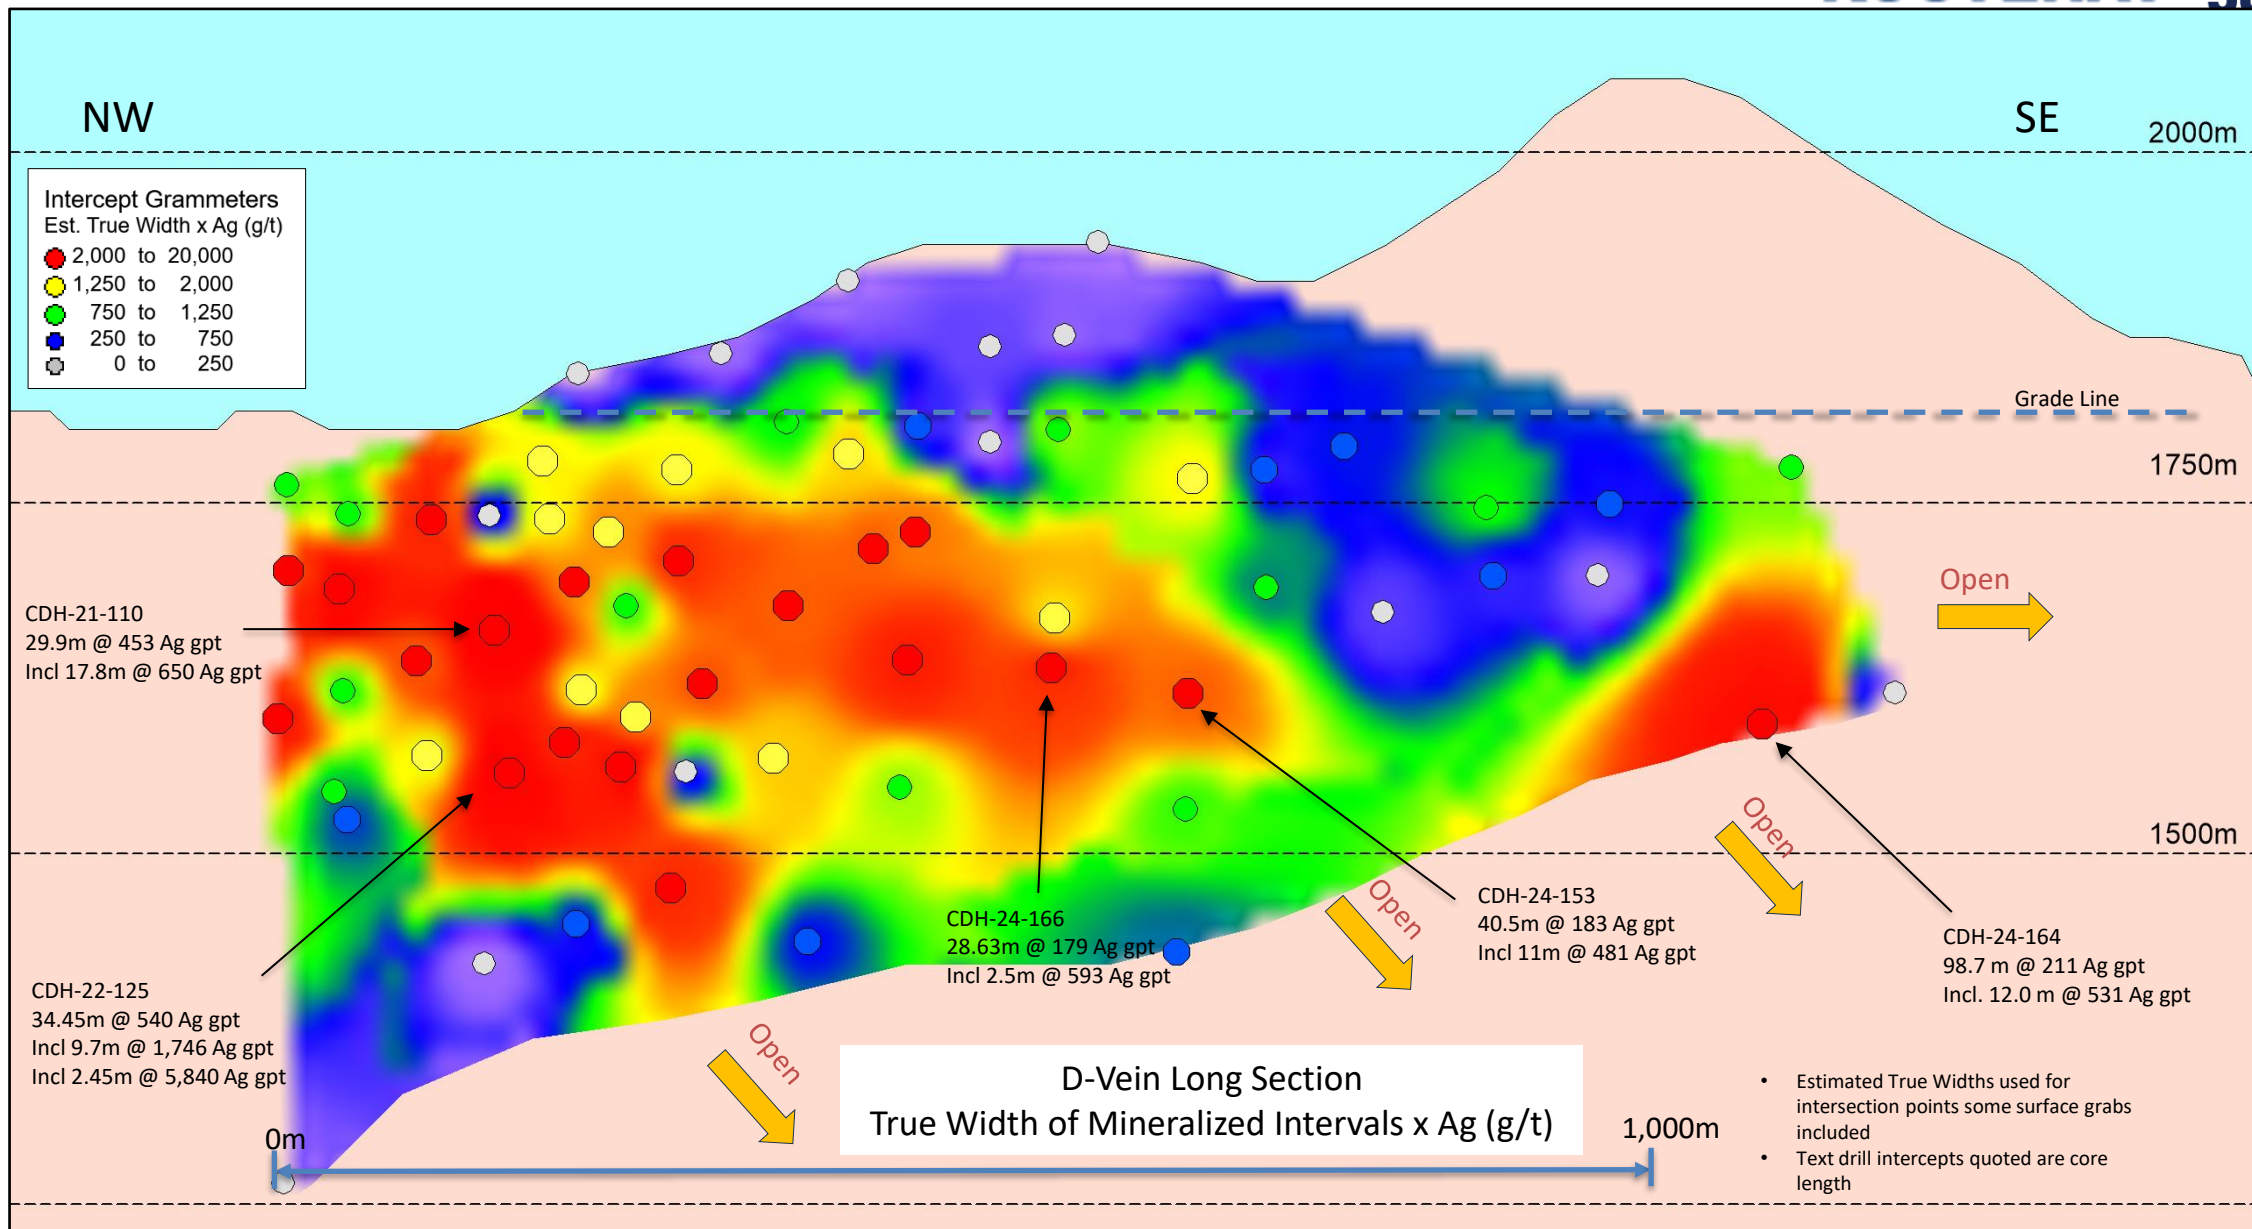 NW
SE
2000m
Intercept Grammeters
Est. True Width x Ag (g/t)
2,000 to 20,000
1,250 to 2,000
750 to 1,250
250 to 750
0 to 250
Grade Line
1750m
Open
CDH-21-110
29.9m @ 453 Ag gpt
Incl 17.8m @ 650 Ag gpt
1500m
Open
Open
CDH-24-153
40.5m @ 183 Ag gpt
Incl 11m @ 481 Ag gpt
CDH-24-166
28.63m @ 179 Ag gpt
Incl 2.5m @ 593 Ag gpt
CDH-24-164
98.7 m @ 211 Ag gpt
Incl. 12.0 m @ 531 Ag gpt
CDH-22-125
34.45m @ 540 Ag gpt
Incl 9.7m @ 1,746 Ag gpt
Incl 2.45m @ 5,840 Ag gpt
Open
D-Vein Long Section
True Width of Mineralized Intervals x Ag (g/t)
0m
1,000m
• Estimated True Widths used for
intersection points some surface grabs
included
• Text drill intercepts quoted are core
length